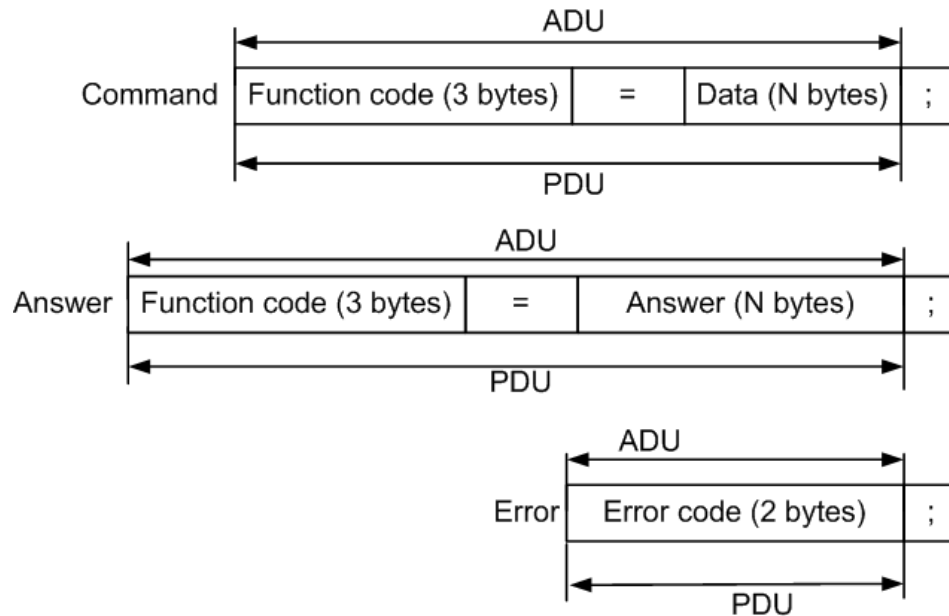 ADU
Command Function code (3 bytes) = Data (N bytes) ;
PDU
ADU
Answer Function code (3 bytes) = Answer (N bytes) ;
PDU
ADU
Error Error code (2 bytes) ;
PDU